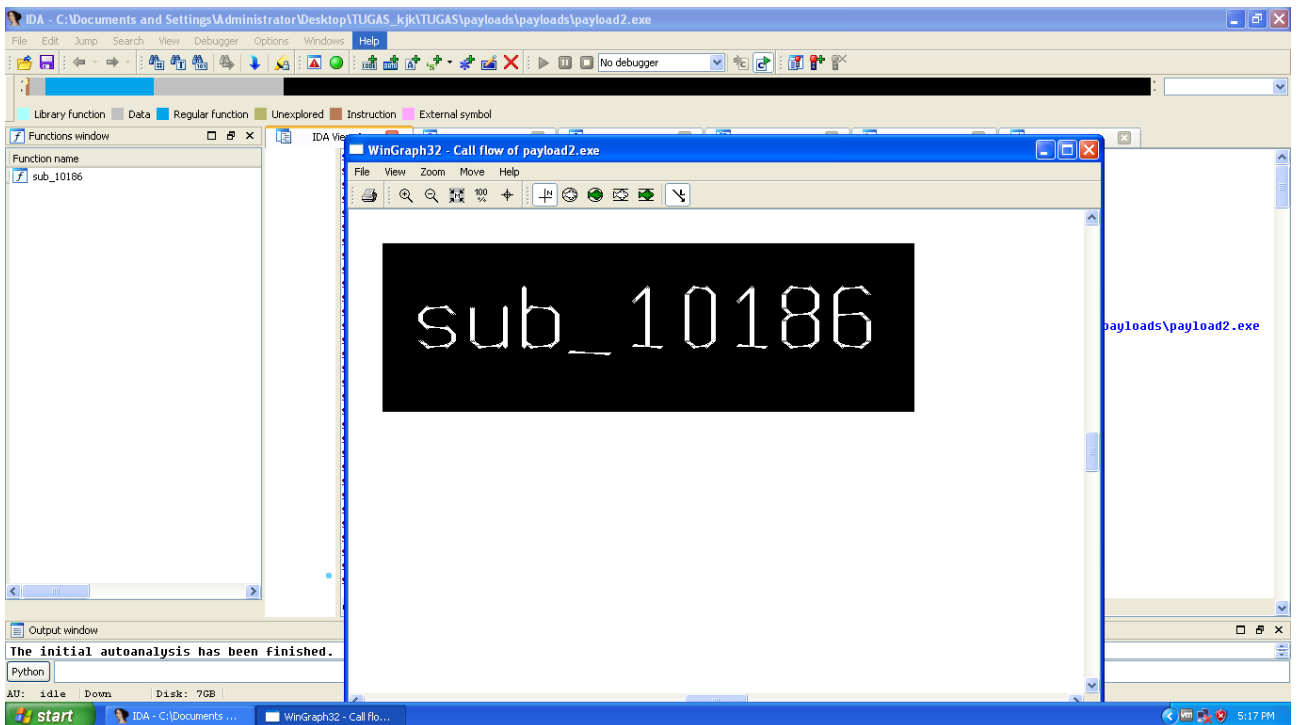 IDA - C:\Documents and Settings\Administrator\Desktop\TUGAS_kjk\TUGAS\payloads\payloads\payload2.exe
File Edit Jump Search View Debugger Options Windows Help
No debugger
Library function Data Regular function Unexplored Instruction External symbol
Functions window
Function name
sub_10186
WinGraph32 - Call flow of payload2.exe
File View Zoom Move Help
100 %
sub_10186
payloads\payload2.exe
Output window
The initial autoanalysis has been finished.
Python
AU: idle Down Disk: 7GB
start
IDA - C:\Documents ...
WinGraph32 - Call flo...
5:17 PM